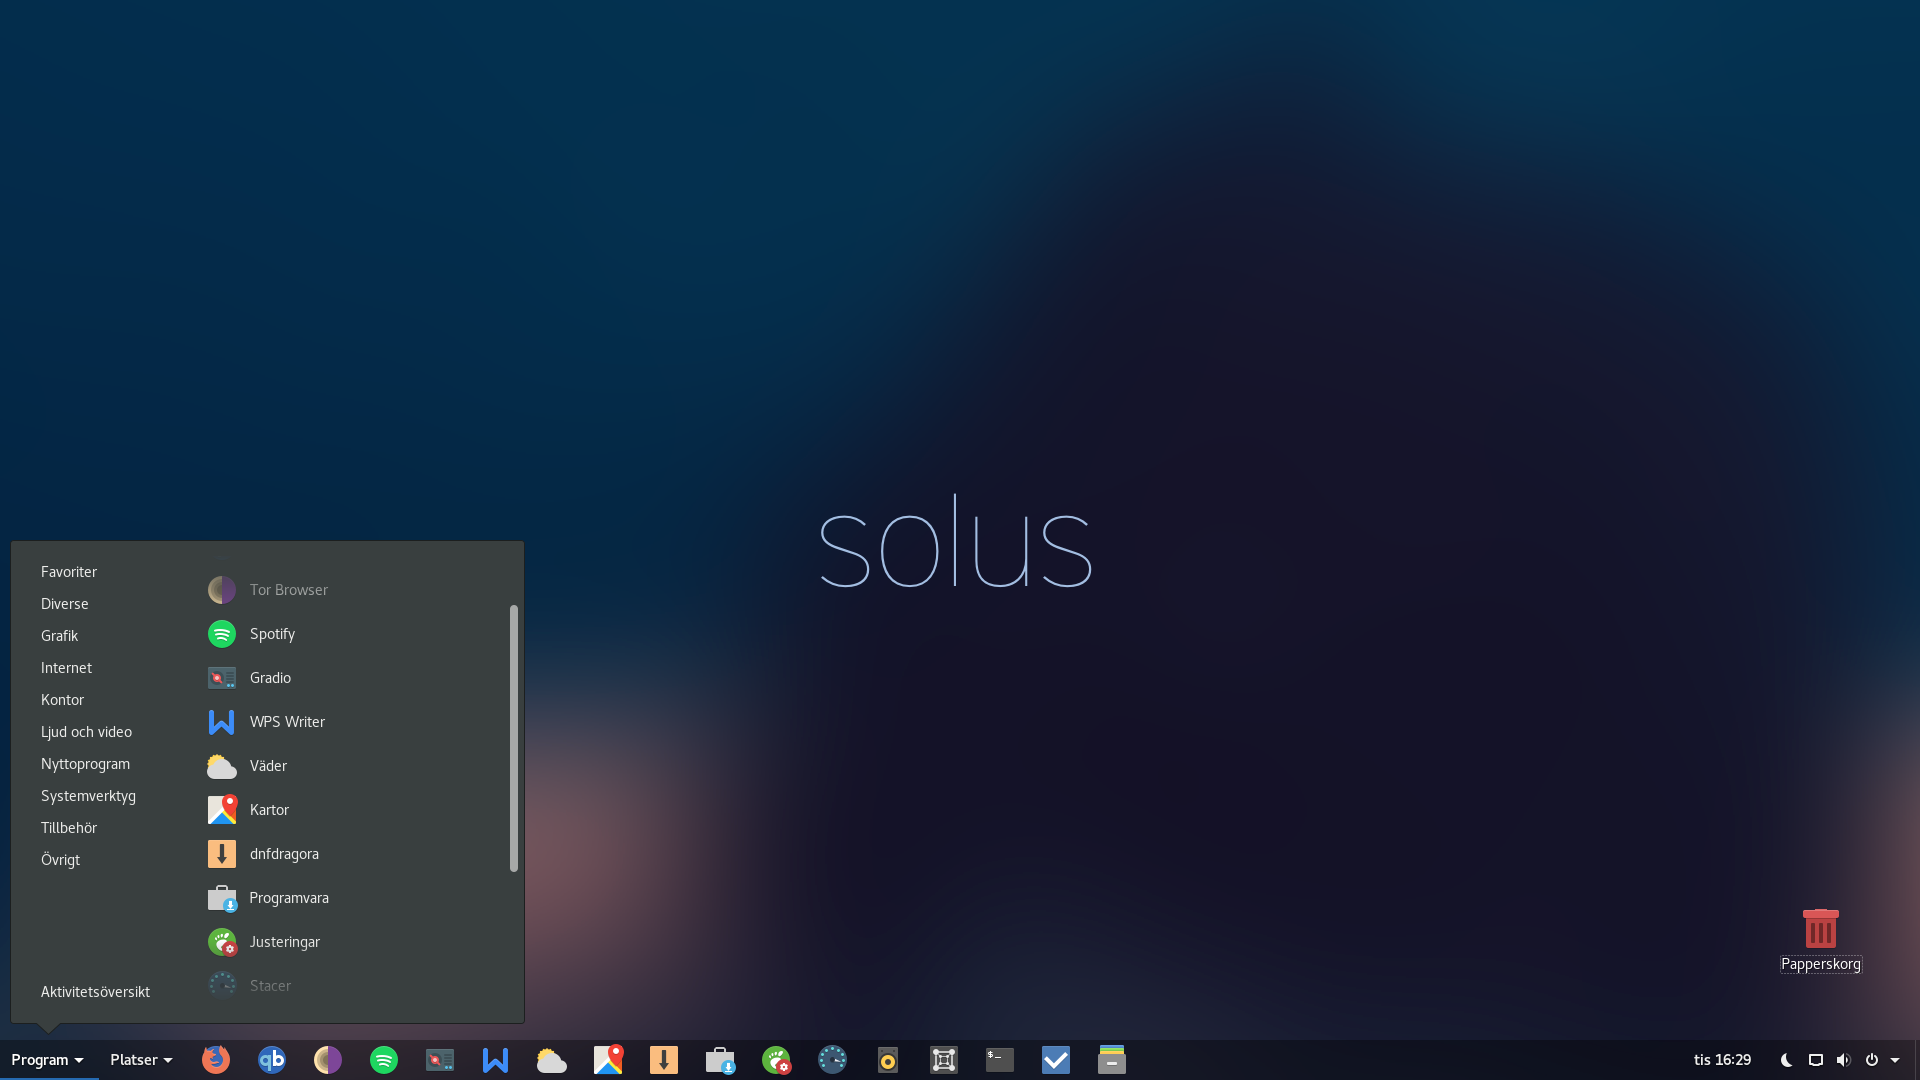 solus
Favoriter
Diverse
Grafik
Internet
Kontor
Ljud och video
Nyttoprogram
Systemverktyg
Tillbehör
Övrigt
Aktivitetsöversikt
Tor Browser
Spotify
Gradio
WPS Writer
Väder
Kartor
dnfdragora
Programvara
Justeringar
Stacer
Papperskorg
Program
Platser
qb
$_
tis 16:29